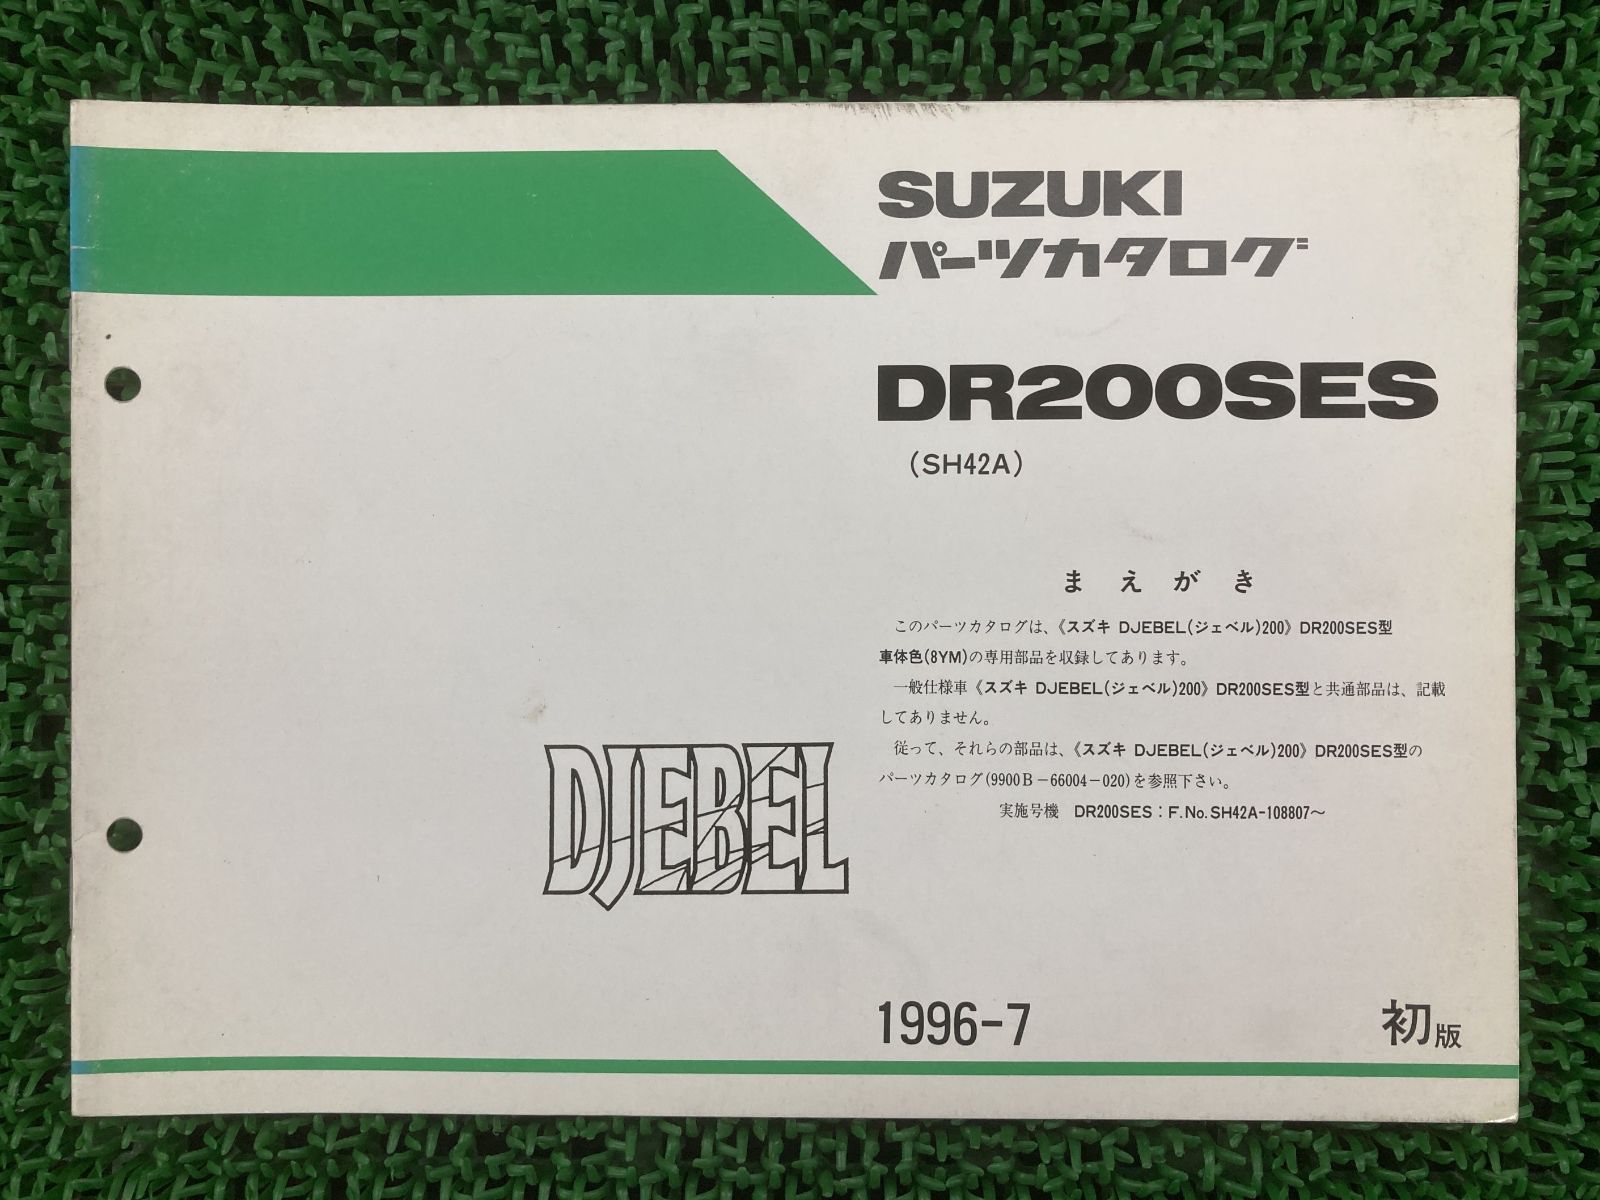 SUZUKI
パーツカタログ
DR200SES
(SH42A)
まえがき
このパーツカタログは、《スズキ DJEBEL(ジェベル)200》DR200SES型
車体色(8YM)の専用部品を収録してあります。
一般仕様車《スズキ DJEBEL(ジェベル)200》DR200SES型と共通部品は、記載
してありません。
従って、それらの部品は、《スズキ DJEBEL(ジェベル)200》DR200SES型の
パーツカタログ(9900B-66004-020)を参照下さい。
実施号機 DR200SES:F.No.SH42A-108807～
DJEBEL
1996-7
初版